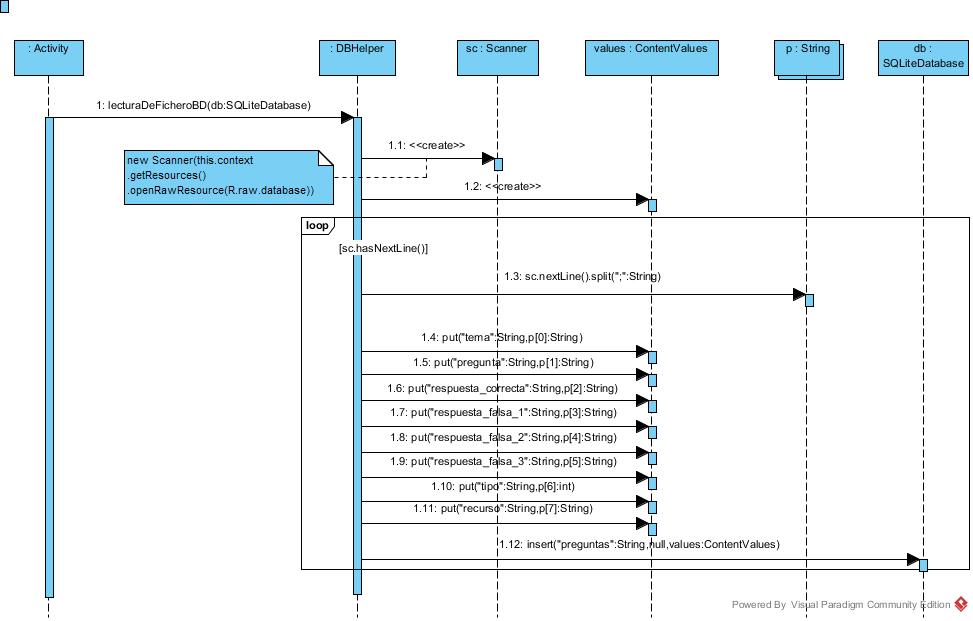 : Activity
: DBHelper
sc : Scanner
values : ContentValues
p : String
db :
SQLiteDatabase
1: lecturaDeFicheroBD(db:SQLiteDatabase)
1.1: <<create>>
new Scanner(this.context
.getResources()
.openRawResource(R.raw.database))
1.2: <<create>>
loop
[sc.hasNextLine()]
1.3: sc.nextLine().split(";":String)
1.4: put("tema":String,p[0]:String)
1.5: put("pregunta":String,p[1]:String)
1.6: put("respuesta_correcta":String,p[2]:String)
1.7: put("respuesta_falsa_1":String,p[3]:String)
1.8: put("respuesta_falsa_2":String,p[4]:String)
1.9: put("respuesta_falsa_3":String,p[5]:String)
1.10: put("tipo":String,p[6]:int)
1.11: put("recurso":String,p[7]:String)
1.12: insert("preguntas":String,null,values:ContentValues)
Powered By Visual Paradigm Community Edition